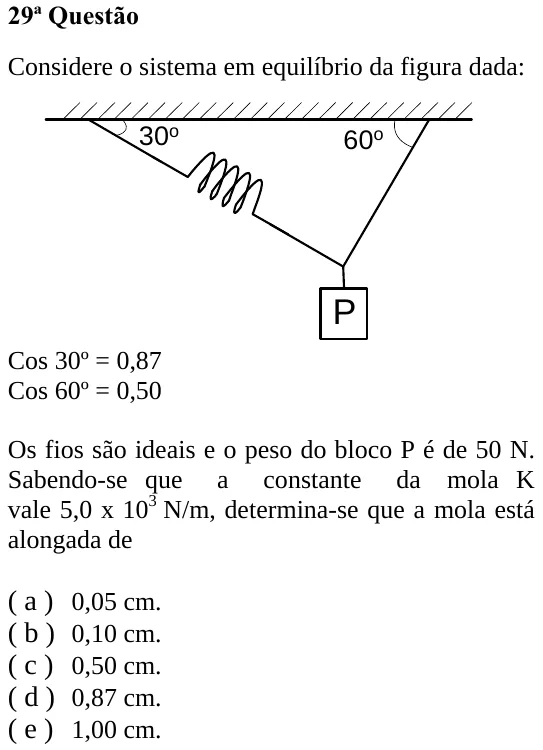 29ª Questão
Considere o sistema em equilíbrio da figura dada:
30º
60º
P
Cos 30º = 0,87
Cos 60º = 0,50
Os fios são ideais e o peso do bloco P é de 50 N.
Sabendo-se que a constante da mola K
vale 5,0 x 10³ N/m, determina-se que a mola está
alongada de
( a ) 0,05 cm.
( b ) 0,10 cm.
( c ) 0,50 cm.
( d ) 0,87 cm.
( e ) 1,00 cm.